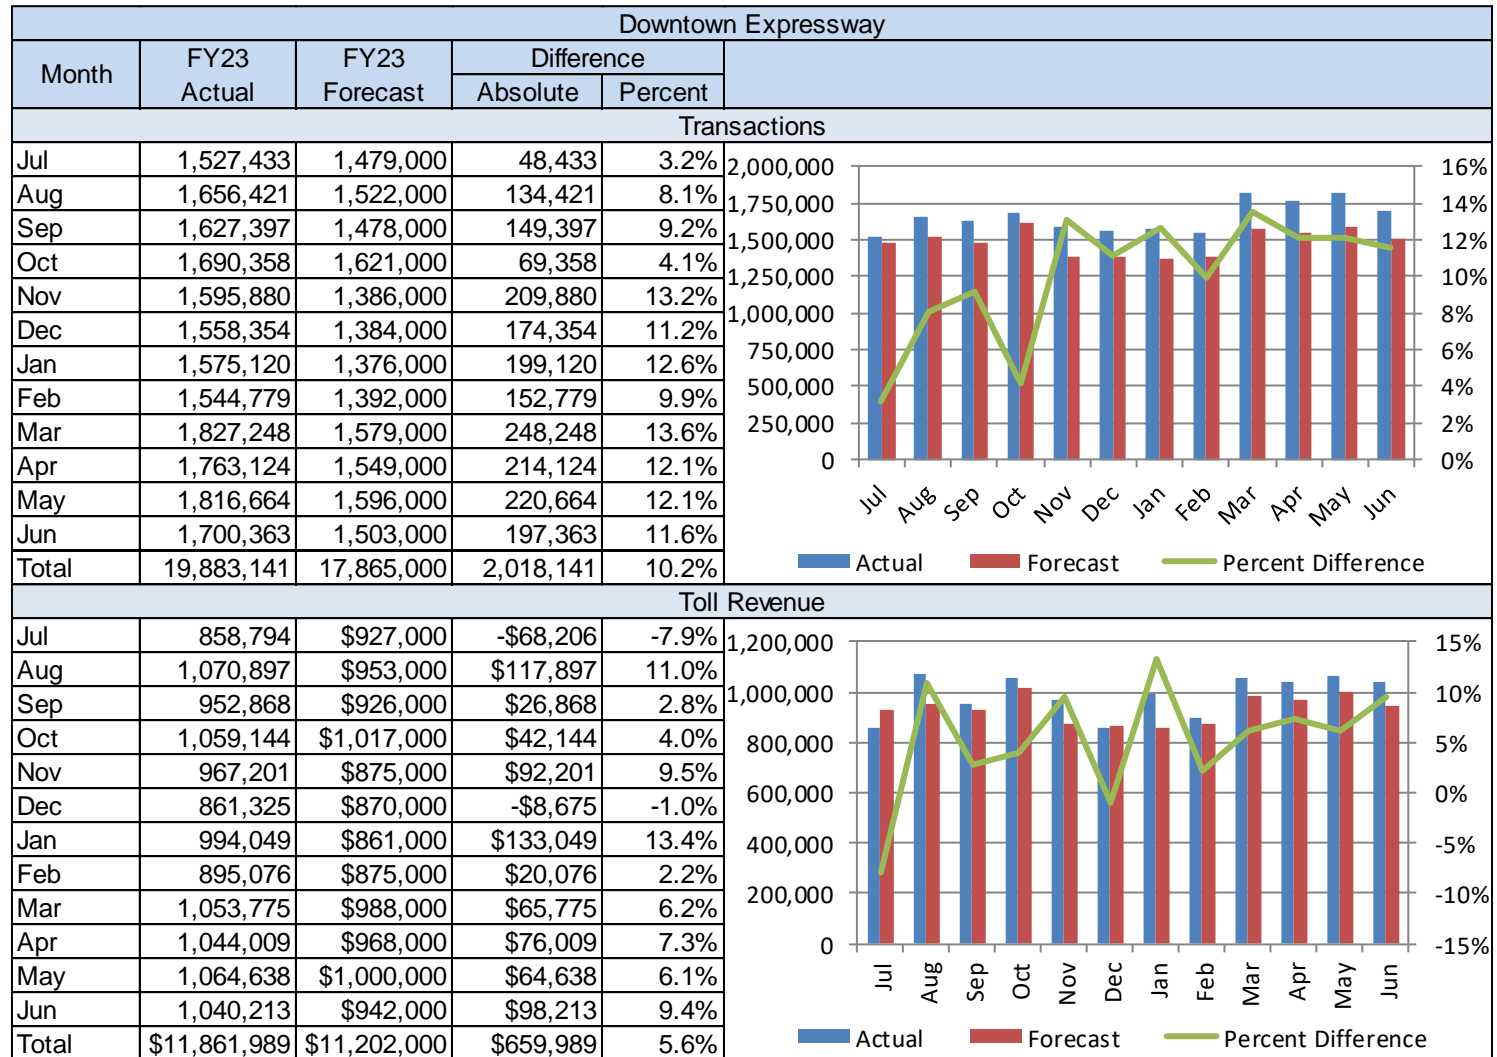 Downtown Expressway
Month FY23 Actual FY23 Forecast Difference
Absolute Percent
Transactions
Jul 1,527,433 1,479,000 48,433 3.2%
Aug 1,656,421 1,522,000 134,421 8.1%
Sep 1,627,397 1,478,000 149,397 9.2%
Oct 1,690,358 1,621,000 69,358 4.1%
Nov 1,595,880 1,386,000 209,880 13.2%
Dec 1,558,354 1,384,000 174,354 11.2%
Jan 1,575,120 1,376,000 199,120 12.6%
Feb 1,544,779 1,392,000 152,779 9.9%
Mar 1,827,248 1,579,000 248,248 13.6%
Apr 1,763,124 1,549,000 214,124 12.1%
May 1,816,664 1,596,000 220,664 12.1%
Jun 1,700,363 1,503,000 197,363 11.6%
Total 19,883,141 17,865,000 2,018,141 10.2%
2,000,000 16%
1,750,000 14%
1,500,000 12%
1,250,000 10%
1,000,000 8%
750,000 6%
500,000 4%
250,000 2%
0 0%
Jul Aug Sep Oct Nov Dec Jan Feb Mar Apr May Jun
Actual Forecast Percent Difference
Toll Revenue
Jul 858,794 $927,000 -$68,206 -7.9%
Aug 1,070,897 $953,000 $117,897 11.0%
Sep 952,868 $926,000 $26,868 2.8%
Oct 1,059,144 $1,017,000 $42,144 4.0%
Nov 967,201 $875,000 $92,201 9.5%
Dec 861,325 $870,000 -$8,675 -1.0%
Jan 994,049 $861,000 $133,049 13.4%
Feb 895,076 $875,000 $20,076 2.2%
Mar 1,053,775 $988,000 $65,775 6.2%
Apr 1,044,009 $968,000 $76,009 7.3%
May 1,064,638 $1,000,000 $64,638 6.1%
Jun 1,040,213 $942,000 $98,213 9.4%
Total $11,861,989 $11,202,000 $659,989 5.6%
1,200,000 15%
1,000,000 10%
800,000 5%
600,000 0%
400,000 -5%
200,000 -10%
0 -15%
Jul Aug Sep Oct Nov Dec Jan Feb Mar Apr May Jun
Actual Forecast Percent Difference